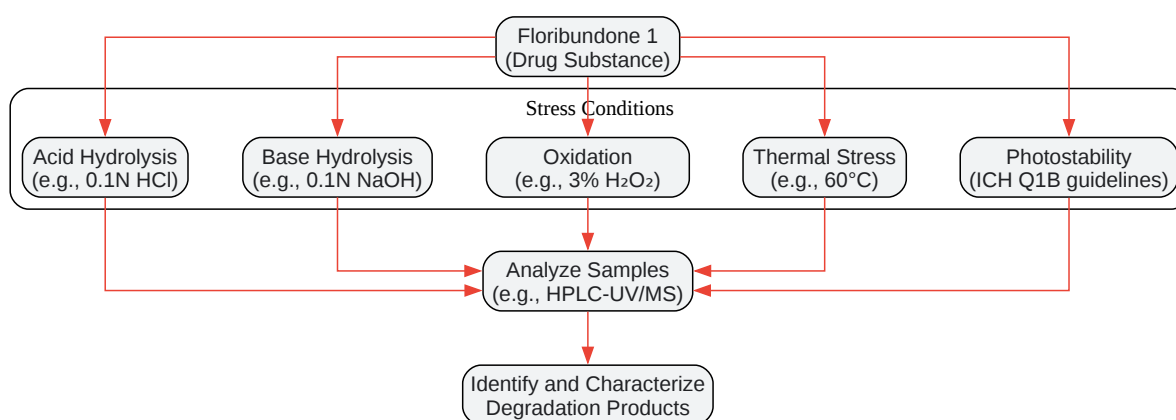 Floribundone 1
(Drug Substance)
Stress Conditions
Acid Hydrolysis
(e.g., 0.1N HCl)
Base Hydrolysis
(e.g., 0.1N NaOH)
Oxidation
(e.g., 3% H₂O₂)
Thermal Stress
(e.g., 60°C)
Photostability
(ICH Q1B guidelines)
Analyze Samples
(e.g., HPLC-UV/MS)
Identify and Characterize
Degradation Products